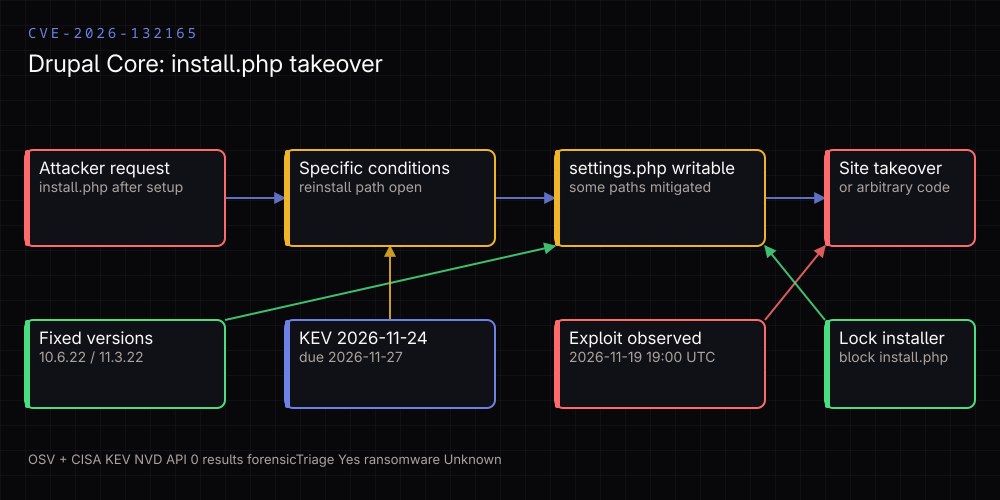 CVE-2026-132165
Drupal Core: install.php takeover
Attacker request
install.php after setup
Specific conditions
reinstall path open
settings.php writable
some paths mitigated
Site takeover
or arbitrary code
Fixed versions
10.6.22 / 11.3.22
KEV 2026-11-24
due 2026-11-27
Exploit observed
2026-11-19 19:00 UTC
Lock installer
block install.php
OSV + CISA KEV NVD API 0 results forensicTriage Yes ransomware Unknown